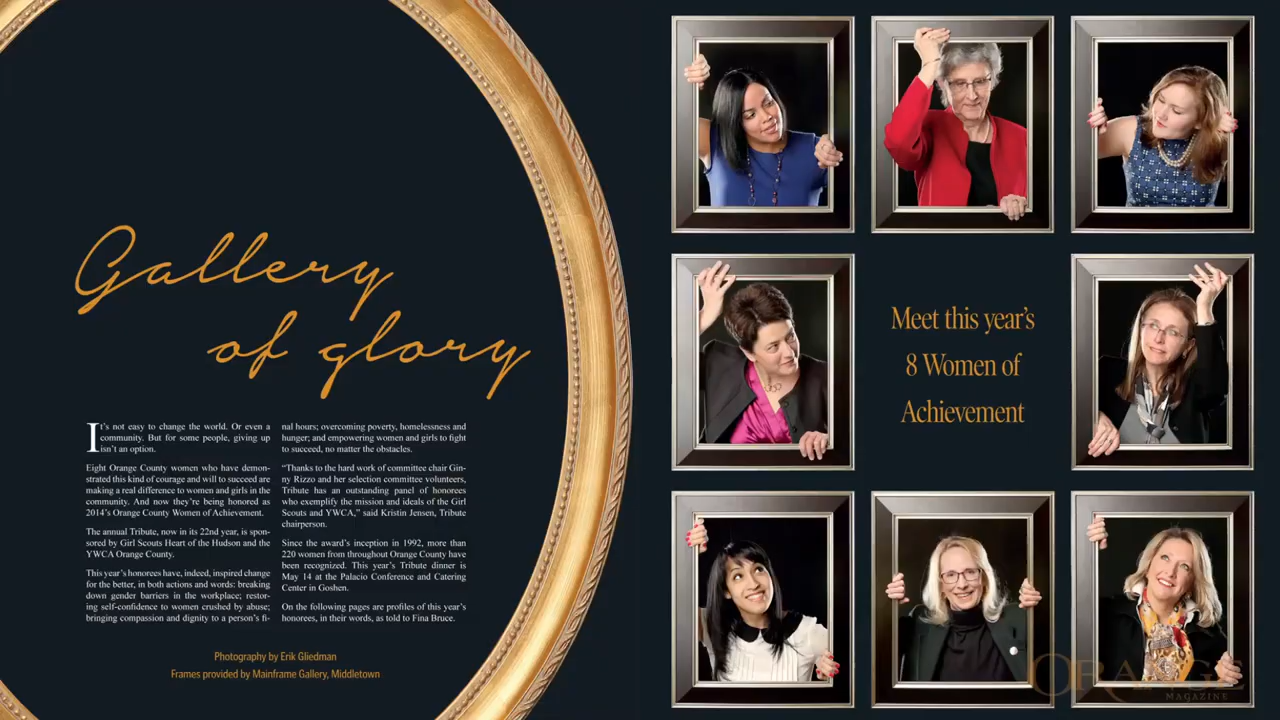 Gallery
of glory
It’s not easy to change the world. Or even a
community. But for some people, giving up
isn’t an option.
Eight Orange County women who have demon-
strated this kind of courage and will to succeed are
making a real difference to women and girls in the
community. And now they’re being honored as
2014’s Orange County Women of Achievement.
The annual Tribute, now in its 22nd year, is spon-
sored by Girl Scouts Heart of the Hudson and the
YWCA Orange County.
This year’s honorees have, indeed, inspired change
for the better, in both actions and words: breaking
down gender barriers in the workplace; restor-
ing self-confidence to women crushed by abuse;
bringing compassion and dignity to a person’s fi-
nal hours; overcoming poverty, homelessness and
hunger; and empowering women and girls to fight
to succeed, no matter the obstacles.
“Thanks to the hard work of committee chair Gin-
ny Rizzo and her selection committee volunteers,
Tribute has an outstanding panel of honorees
who exemplify the mission and ideals of the Girl
Scouts and YWCA,” said Kristin Jensen, Tribute
chairperson.
Since the award’s inception in 1992, more than
220 women from throughout Orange County have
been recognized. This year’s Tribute dinner is
May 14 at the Palacio Conference and Catering
Center in Goshen.
On the following pages are profiles of this year’s
honorees, in their words, as told to Fina Bruce.
Photography by Erik Gliedman
Frames provided by Mainframe Gallery, Middletown
Meet this year’s
8 Women of
Achievement
ORANGE
MAGAZINE